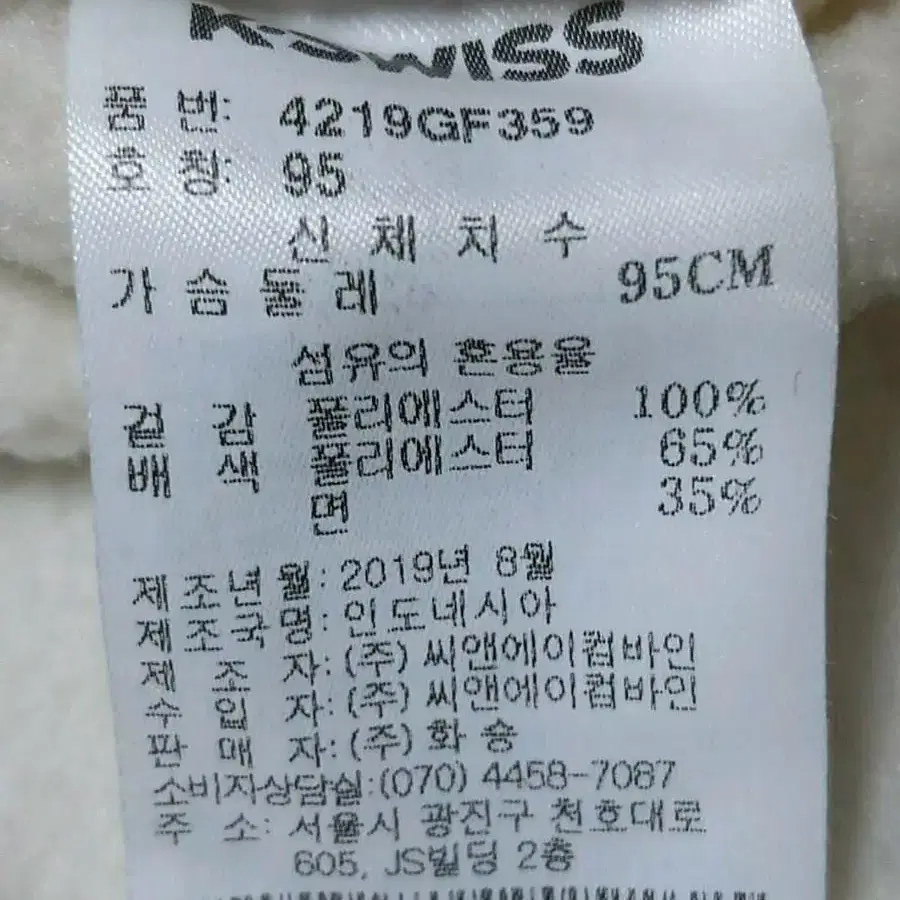 K·SWISS
품 번: 4219GF359
호 칭: 95
신 체 치 수
가 슴 둘 레 95CM
섬유의 혼용율
겉 감 폴리에스터 100%
배 색 폴리에스터 65%
면 35%
제 조 년 월: 2019년 8월
제 조 국 명: 인도네시아
제 조 자: (주) 씨앤에이컴바인
수 입 자: (주) 씨앤에이컴바인
판 매 자: (주) 화 승
소비자상담실: (070) 4458-7087
주 소: 서울시 광진구 천호대로
605, JS빌딩 2층